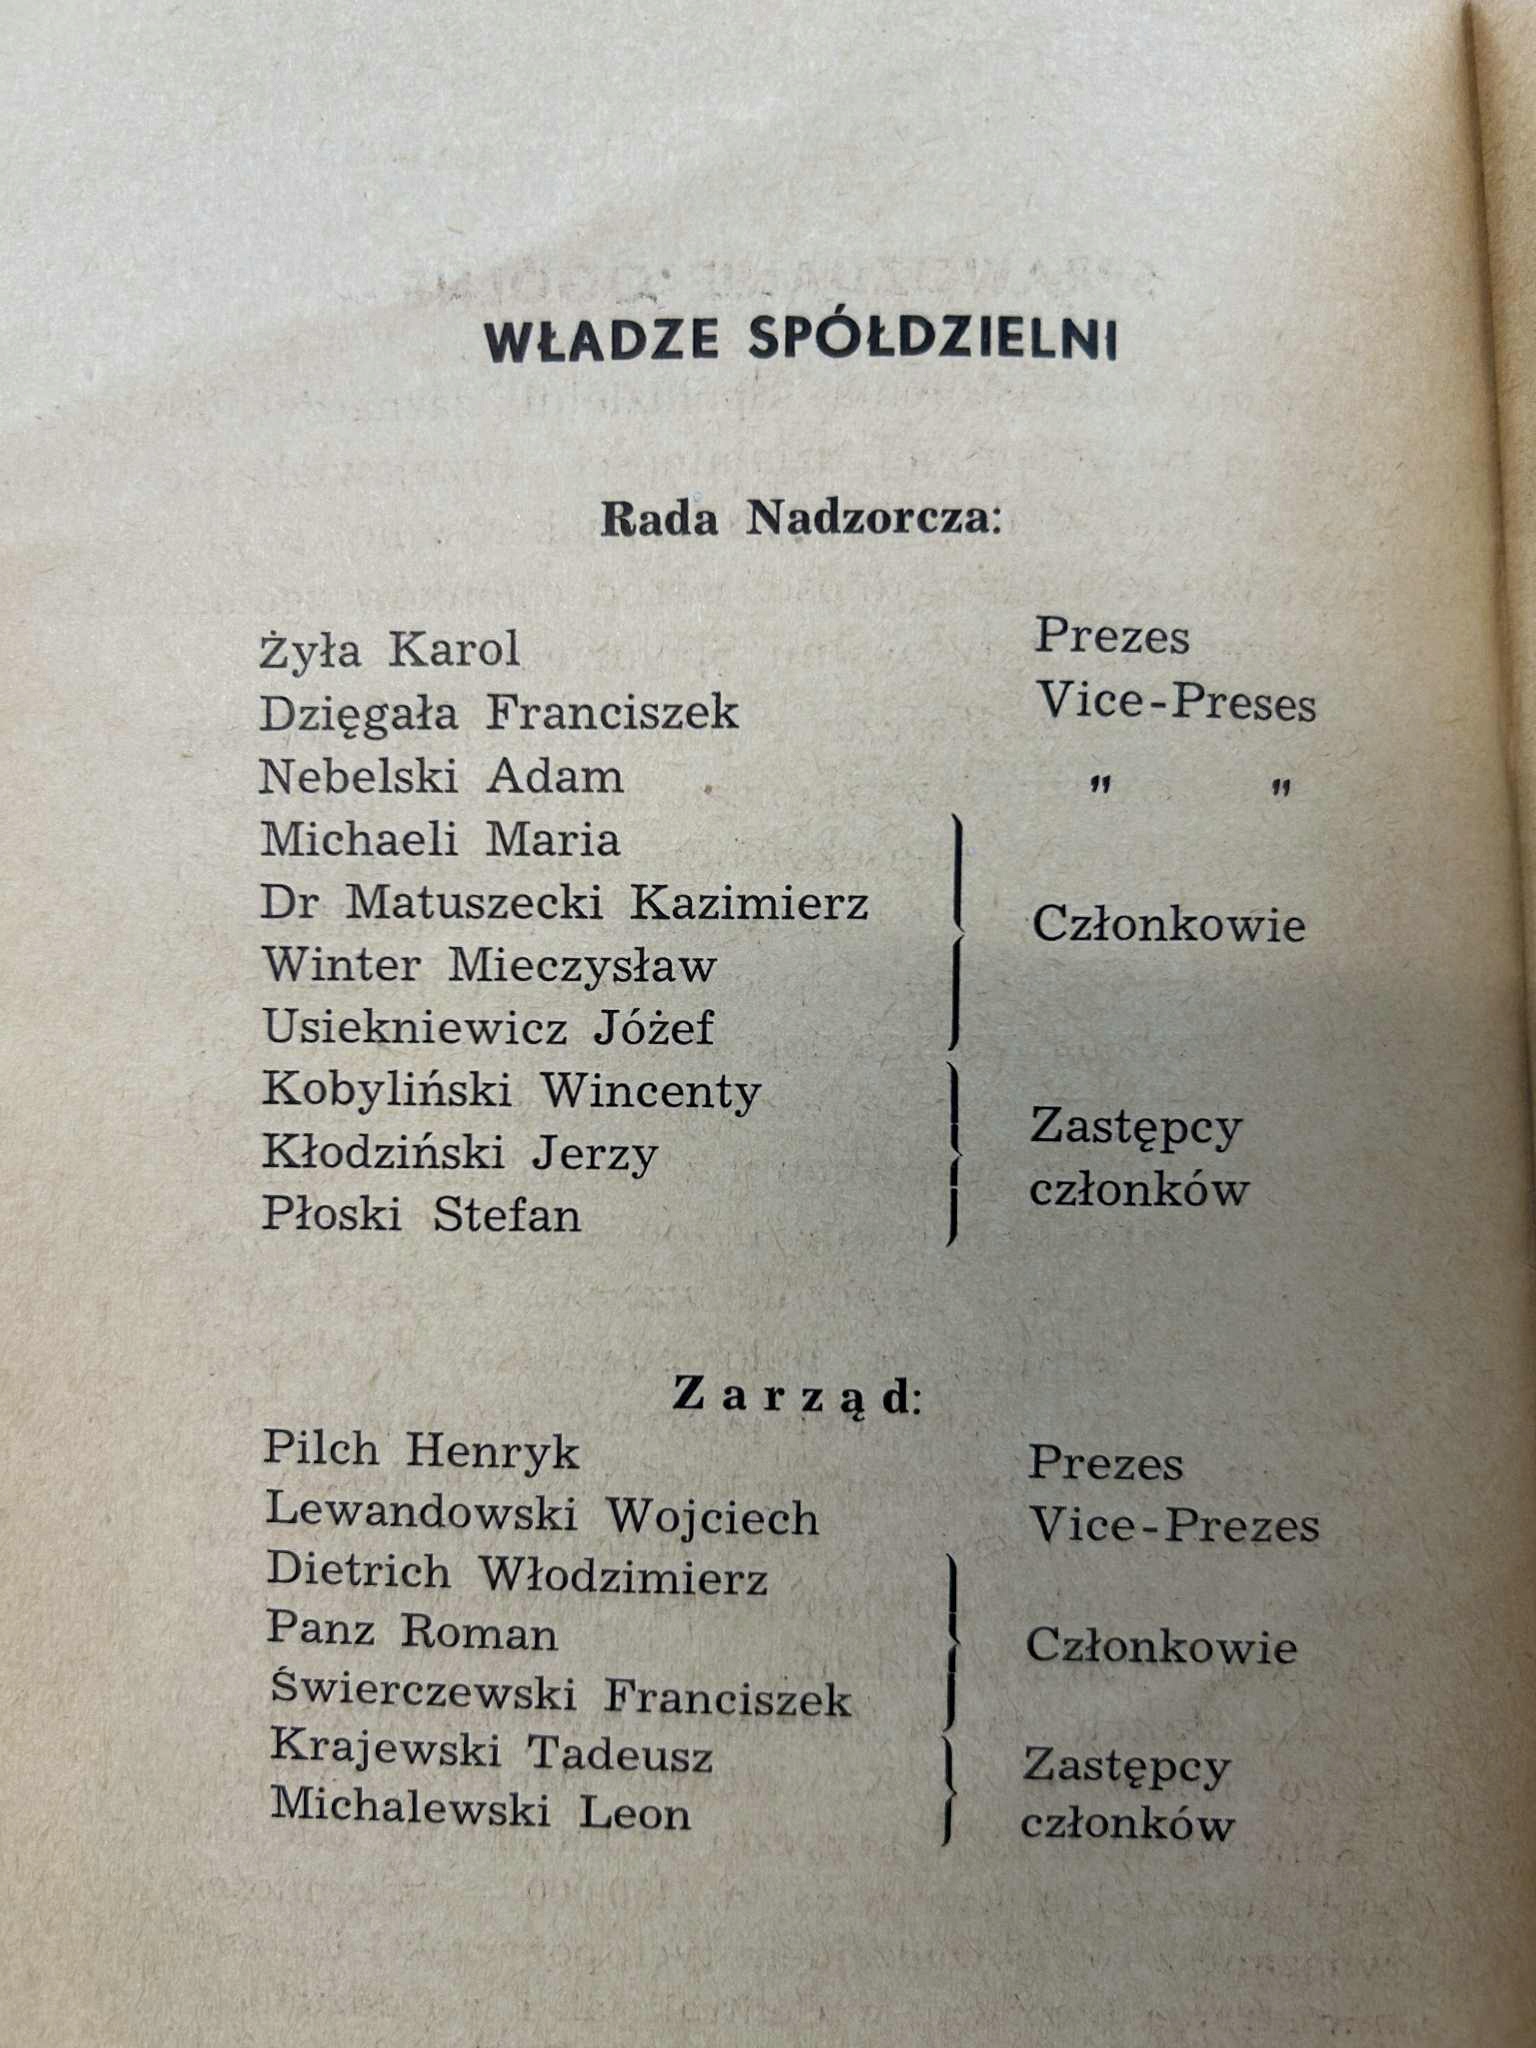 WŁADZE SPÓŁDZIELNI
Rada Nadzorcza:
Żyła Karol Prezes
Dzięgała Franciszek Vice-Preses
Nebelski Adam " "
Michaeli Maria
Dr Matuszecki Kazimierz
Członkowie
Winter Mieczysław
Usiekniewicz Jóżef
Kobyliński Wincenty
Zastępcy
Kłodziński Jerzy
członków
Płoski Stefan
Zarząd:
Pilch Henryk Prezes
Lewandowski Wojciech Vice-Prezes
Dietrich Włodzimierz
Panz Roman Członkowie
Świerczewski Franciszek
Krajewski Tadeusz Zastępcy
Michalewski Leon członków